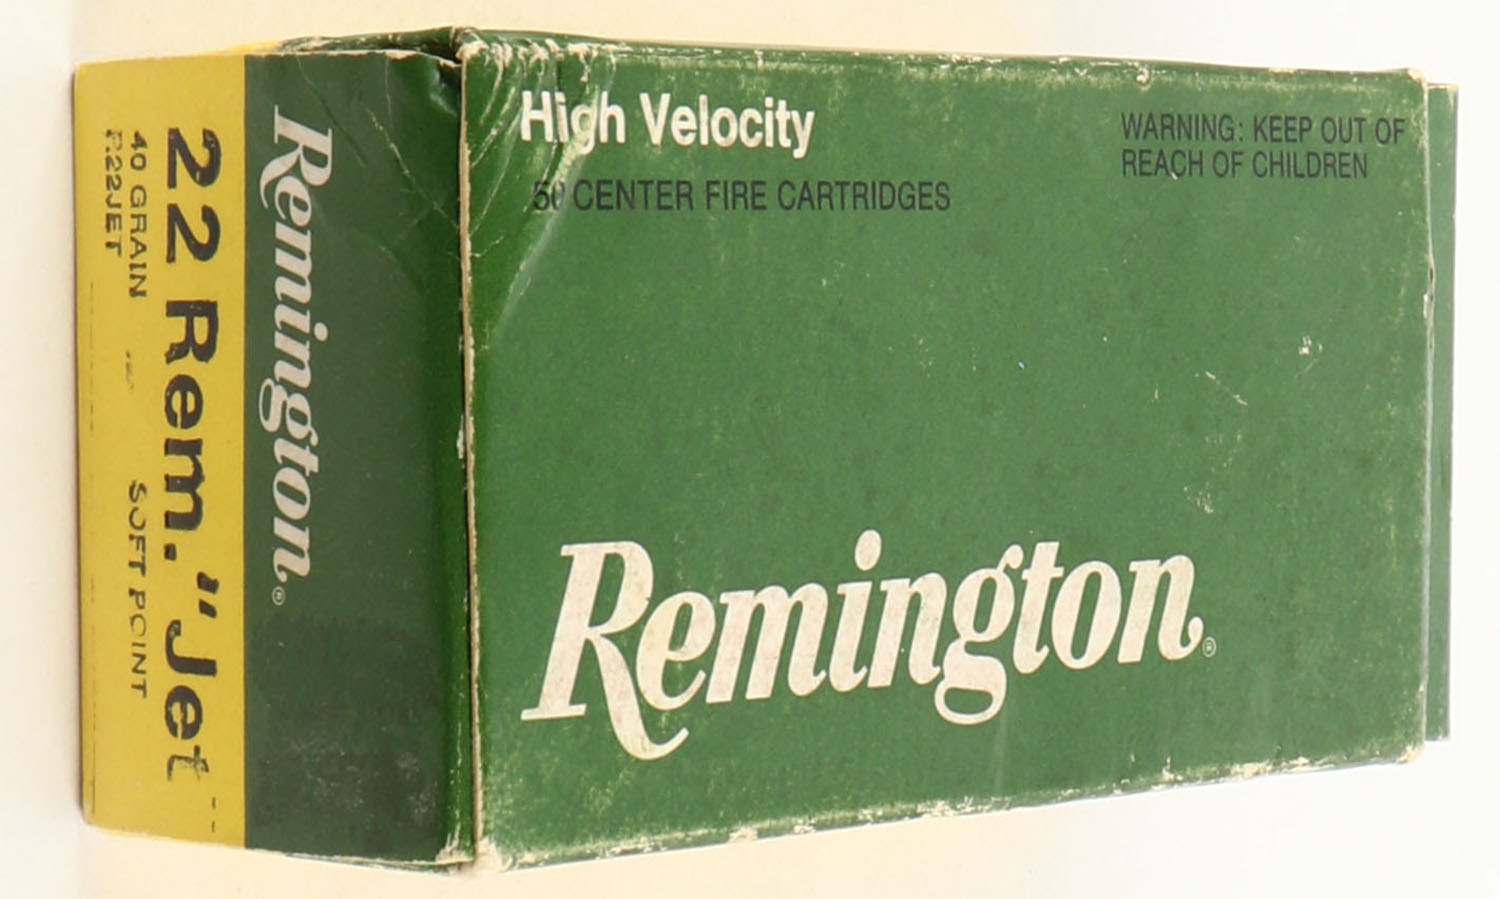 High Velocity
50 CENTER FIRE CARTRIDGES
WARNING: KEEP OUT OF
REACH OF CHILDREN
Remington®
Remington®
22 Rem. "Jet"
40 GRAIN SOFT POINT
P.22JET